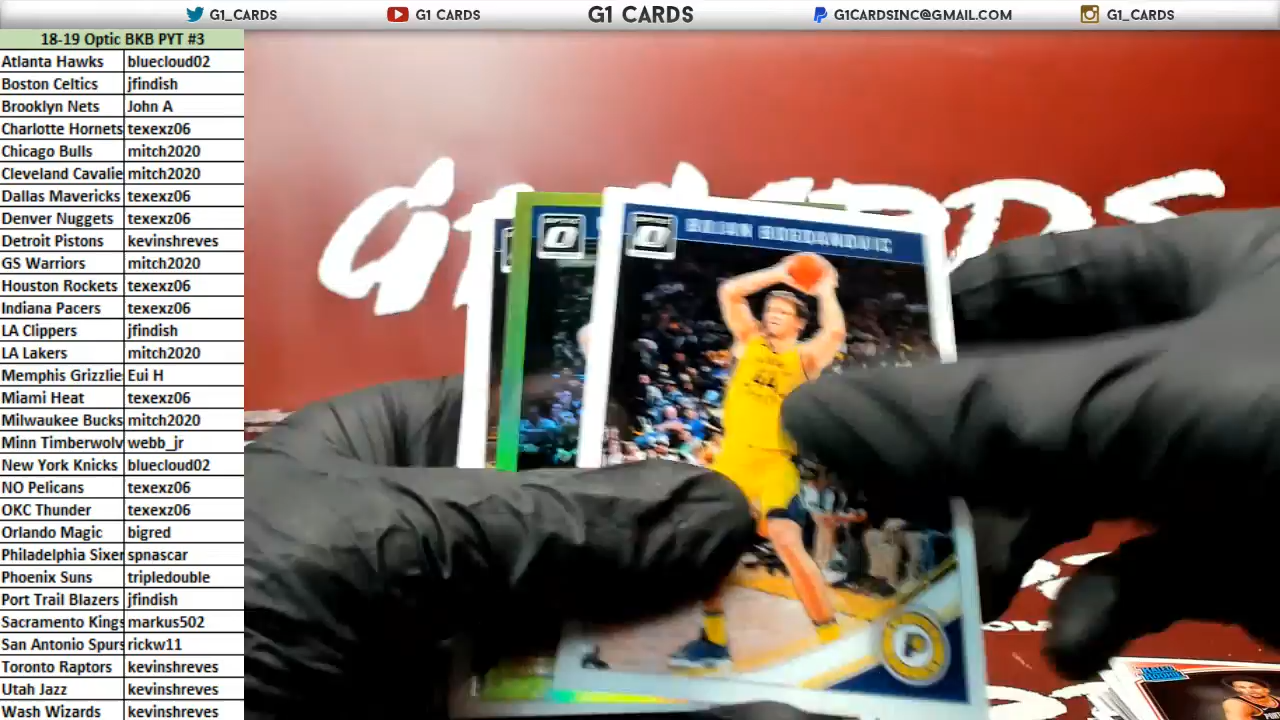 G1_CARDS
G1 CARDS
G1 CARDS
G1CARDSINC@GMAIL.COM
G1_CARDS
18-19 Optic BKB PYT #3
Atlanta Hawks bluecloud02
Boston Celtics jfindish
Brooklyn Nets John A
Charlotte Hornets texexz06
Chicago Bulls mitch2020
Cleveland Cavalie mitch2020
Dallas Mavericks texexz06
Denver Nuggets texexz06
Detroit Pistons kevinshreves
GS Warriors mitch2020
Houston Rockets texexz06
Indiana Pacers texexz06
LA Clippers jfindish
LA Lakers mitch2020
Memphis Grizzlie Eui H
Miami Heat texexz06
Milwaukee Bucks mitch2020
Minn Timberwolv webb_jr
New York Knicks bluecloud02
NO Pelicans texexz06
OKC Thunder texexz06
Orlando Magic bigred
Philadelphia Sixer spnascar
Phoenix Suns tripledouble
Port Trail Blazers jfindish
Sacramento Kings markus502
San Antonio Spurs rickw11
Toronto Raptors kevinshreves
Utah Jazz kevinshreves
Wash Wizards kevinshreves
BOJAN BOGDANOVIC
44